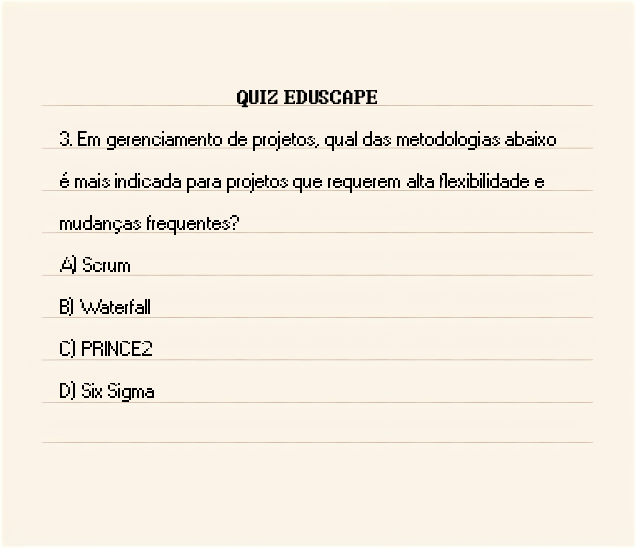 QUIZ EDUSCAPE
3. Em gerenciamento de projetos, qual das metodologias abaixo
é mais indicada para projetos que requerem alta flexibilidade e
mudanças frequentes?
A) Scrum
B) Waterfall
C) PRINCE2
D) Six Sigma